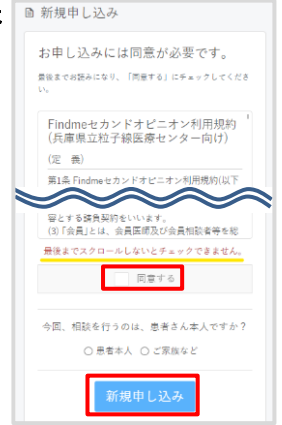 新規申し込み
お申し込みには同意が必要です。
最後までお読みになり、「同意する」にチェックしてくださ
い。
Findmeセカンドオピニオン利用規約
(兵庫県立粒子線医療センター向け)
(定　義)
第1条 Findmeセカンドオピニオン利用規約(以下
容とする請負契約をいいます。
(3)「会員」とは、会員医師及び会員相談者等を総
最後までスクロールしないとチェックできません。
同意する
今回、相談を行うのは、患者さん本人ですか？
患者本人　ご家族など
新規申し込み